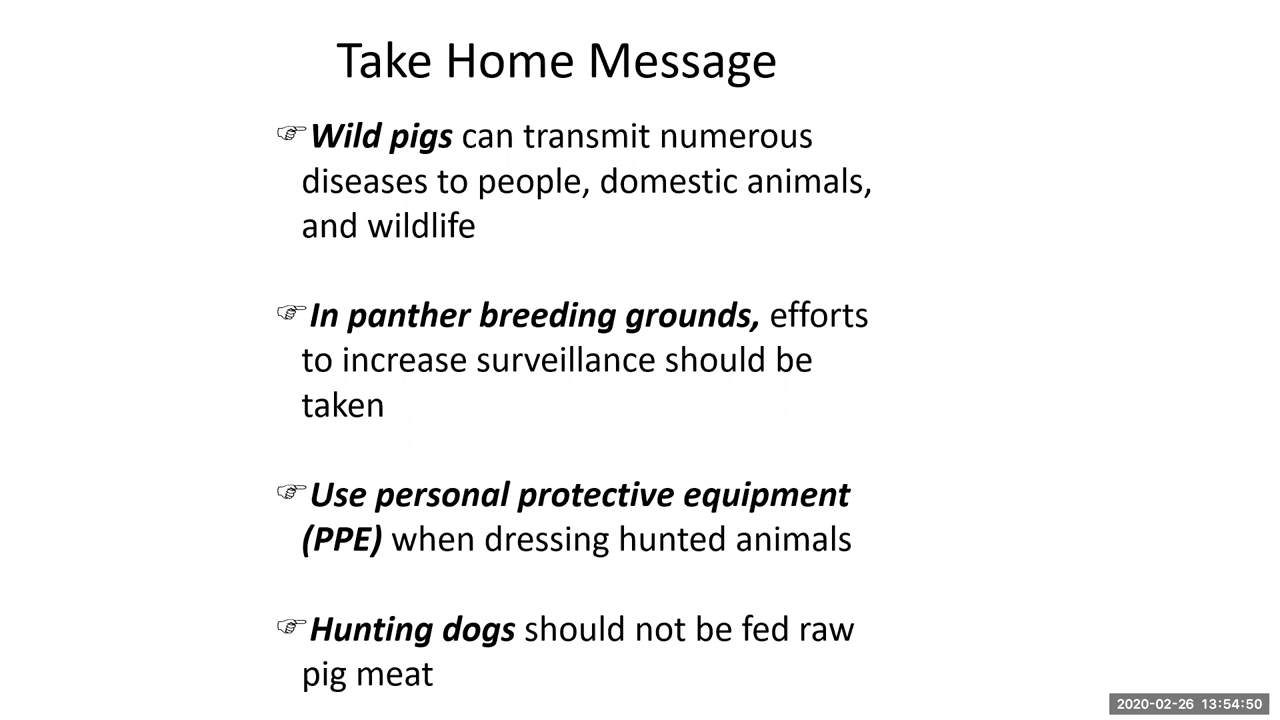 Take Home Message
☞Wild pigs can transmit numerous
diseases to people, domestic animals,
and wildlife
☞In panther breeding grounds, efforts
to increase surveillance should be
taken
☞Use personal protective equipment
(PPE) when dressing hunted animals
☞Hunting dogs should not be fed raw
pig meat
2020-02-26 13:54:50